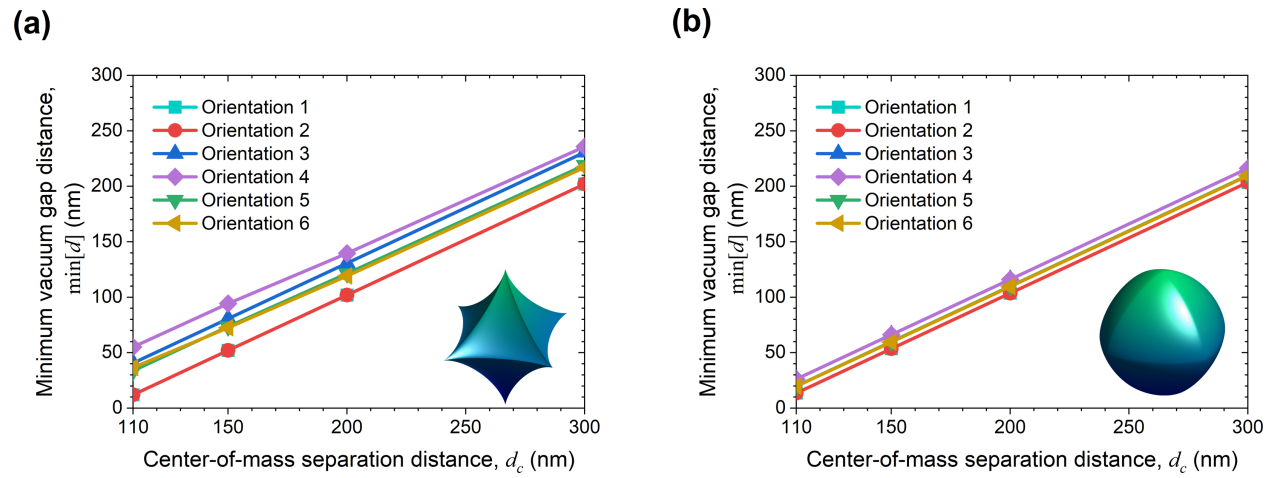 (a)
Minimum vacuum gap distance,
min[d] (nm)
300
250
200
150
100
50
0
Orientation 1
Orientation 2
Orientation 3
Orientation 4
Orientation 5
Orientation 6
110
150
200
250
300
Center-of-mass separation distance, d_c (nm)
(b)
Minimum vacuum gap distance,
min[d] (nm)
300
250
200
150
100
50
0
Orientation 1
Orientation 2
Orientation 3
Orientation 4
Orientation 5
Orientation 6
110
150
200
250
300
Center-of-mass separation distance, d_c (nm)